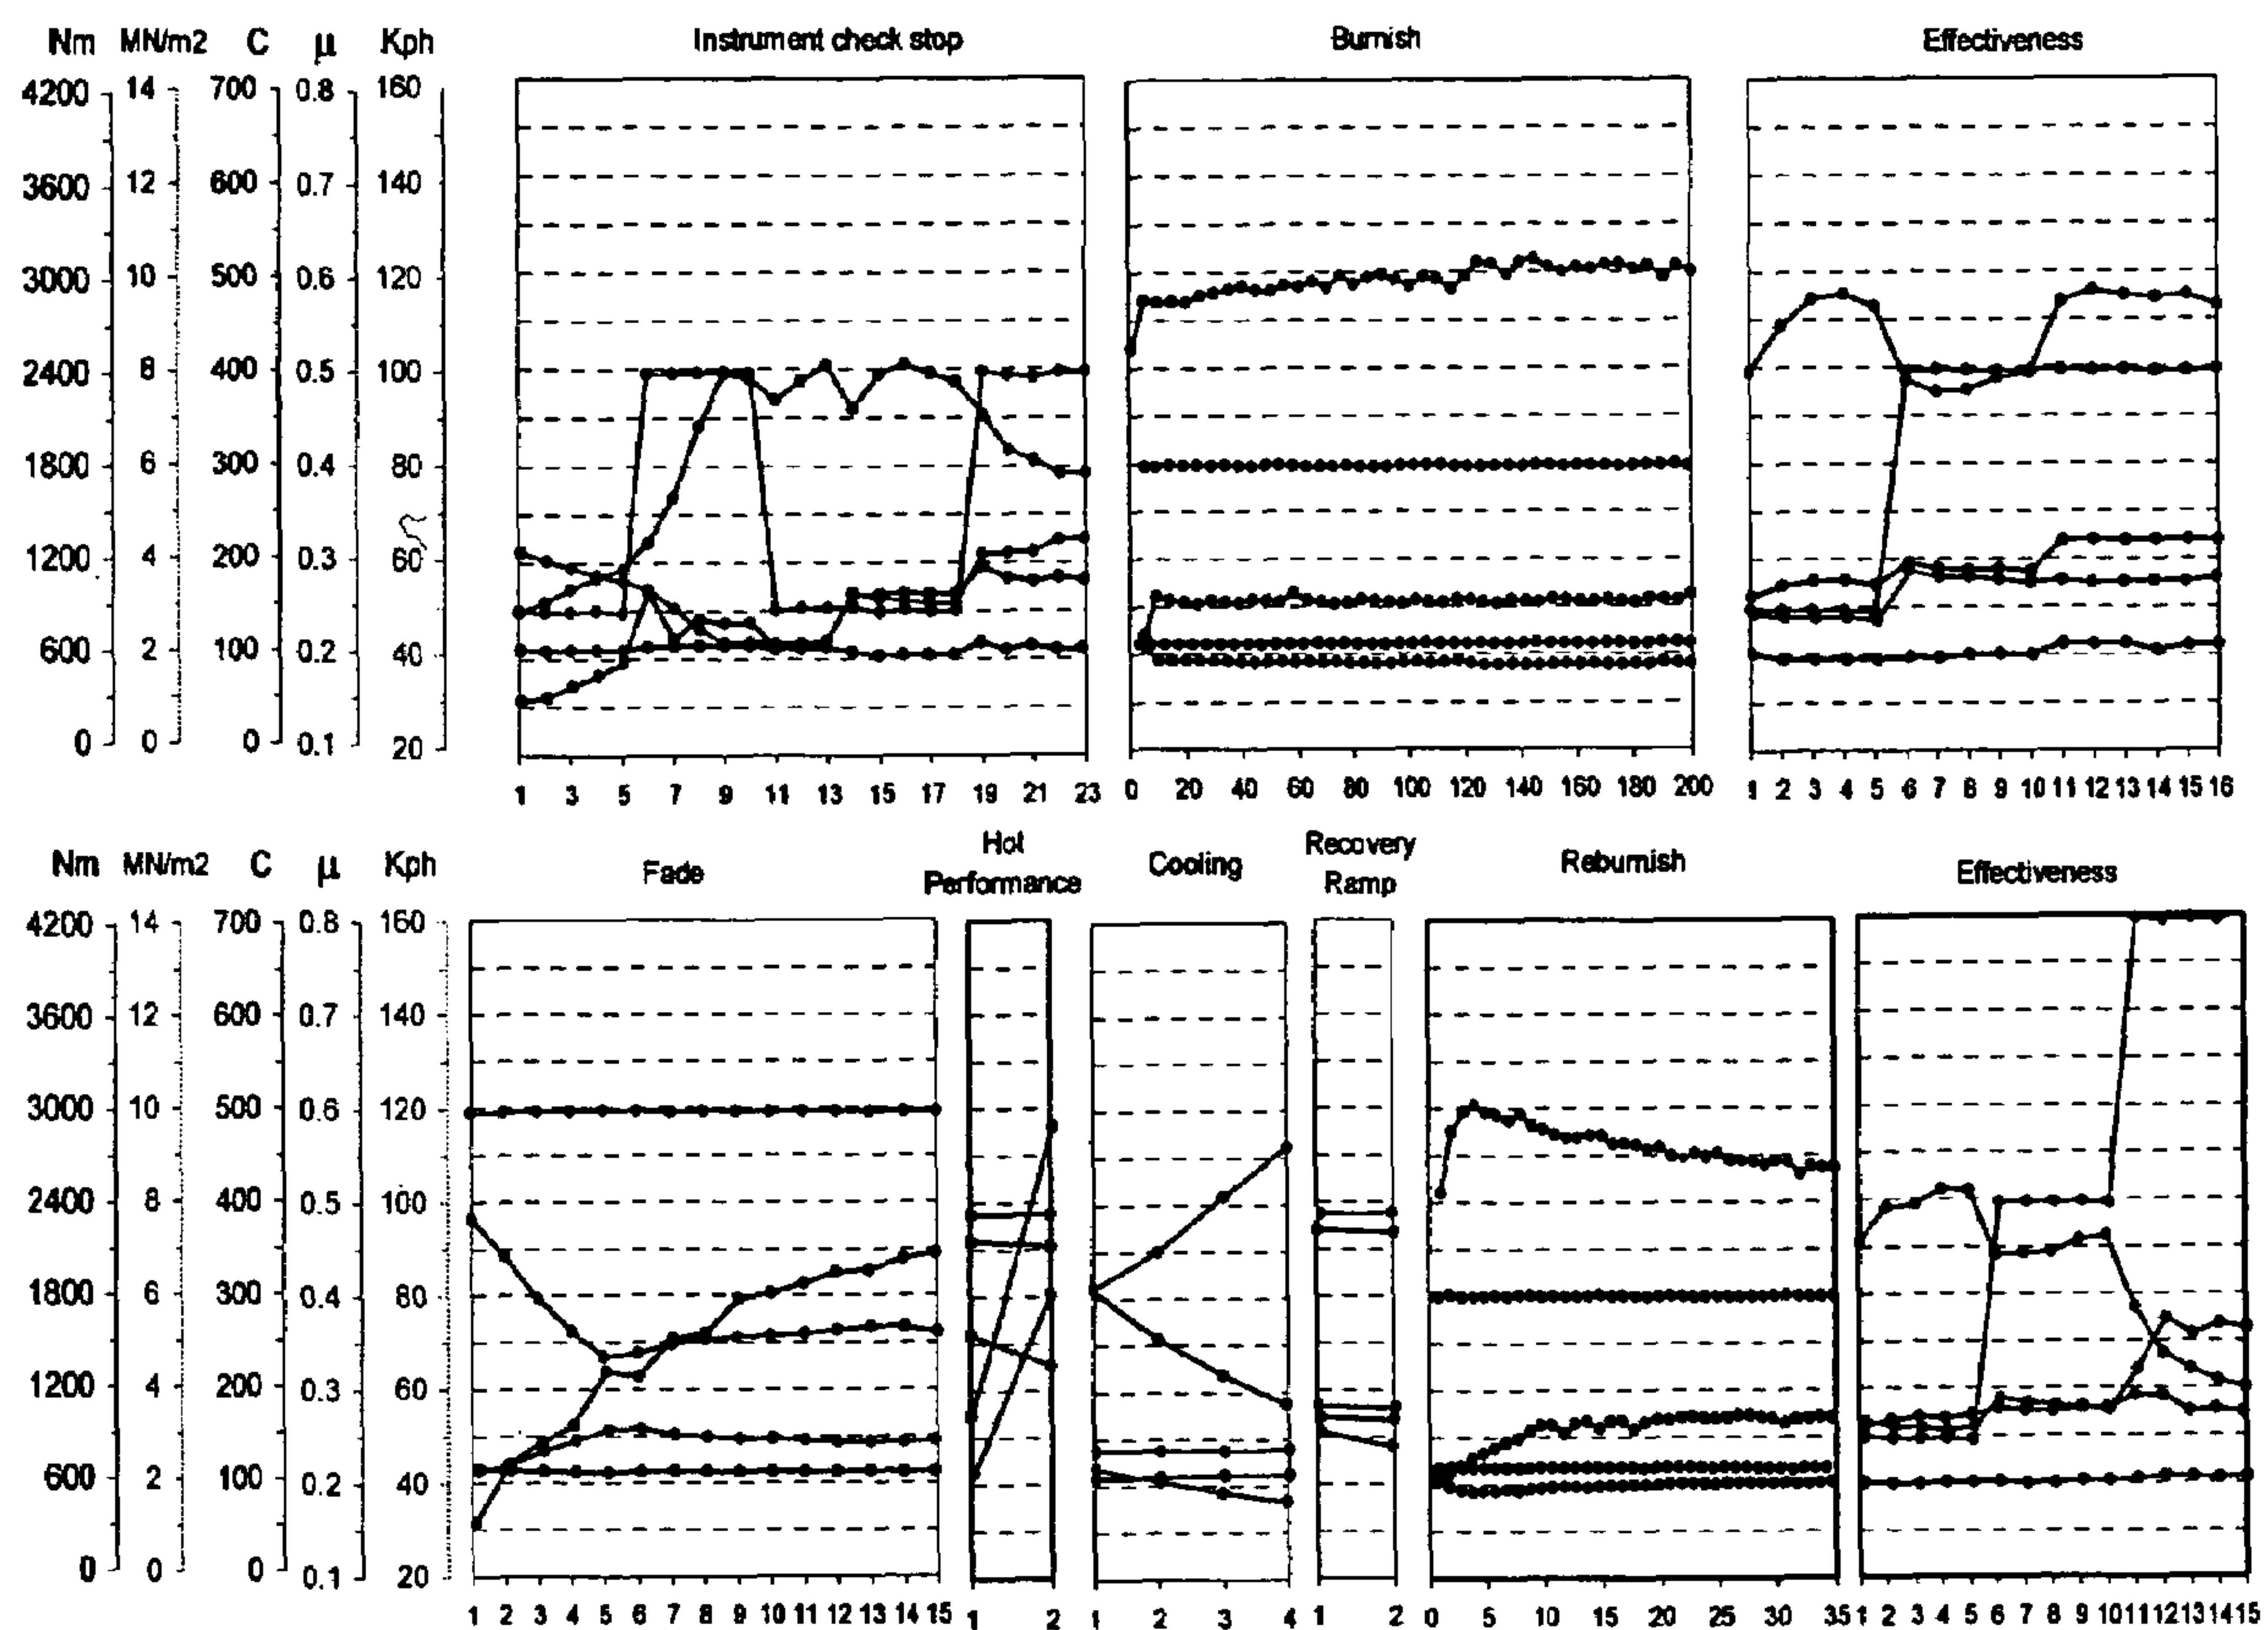 Nm MN/m2 C μ Kph Instrument check stop Burnish Effectiveness
4200 14 700 0.8 160
3600 12 600 0.7 140
3000 10 500 0.6 120
2400 8 400 0.5 100
1800 6 300 0.4 80
1200 4 200 0.3 60
600 2 100 0.2 40
0 0 0 0.1 20
1 3 5 7 9 11 13 15 17 19 21 23 0 20 40 60 80 100 120 140 160 180 200 1 2 3 4 5 6 7 8 9 10 11 12 13 14 15 16
Nm MN/m2 C μ Kph Fade Hot Performance Cooling Recovery Ramp Reburnish Effectiveness
4200 14 700 0.8 160
3600 12 600 0.7 140
3000 10 500 0.6 120
2400 8 400 0.5 100
1800 6 300 0.4 80
1200 4 200 0.3 60
600 2 100 0.2 40
0 0 0 0.1 20
1 2 3 4 5 6 7 8 9 10 11 12 13 14 15 1 2 1 2 3 4 1 2 0 5 10 15 20 25 30 35 1 2 3 4 5 6 7 8 9 10 11 12 13 14 15